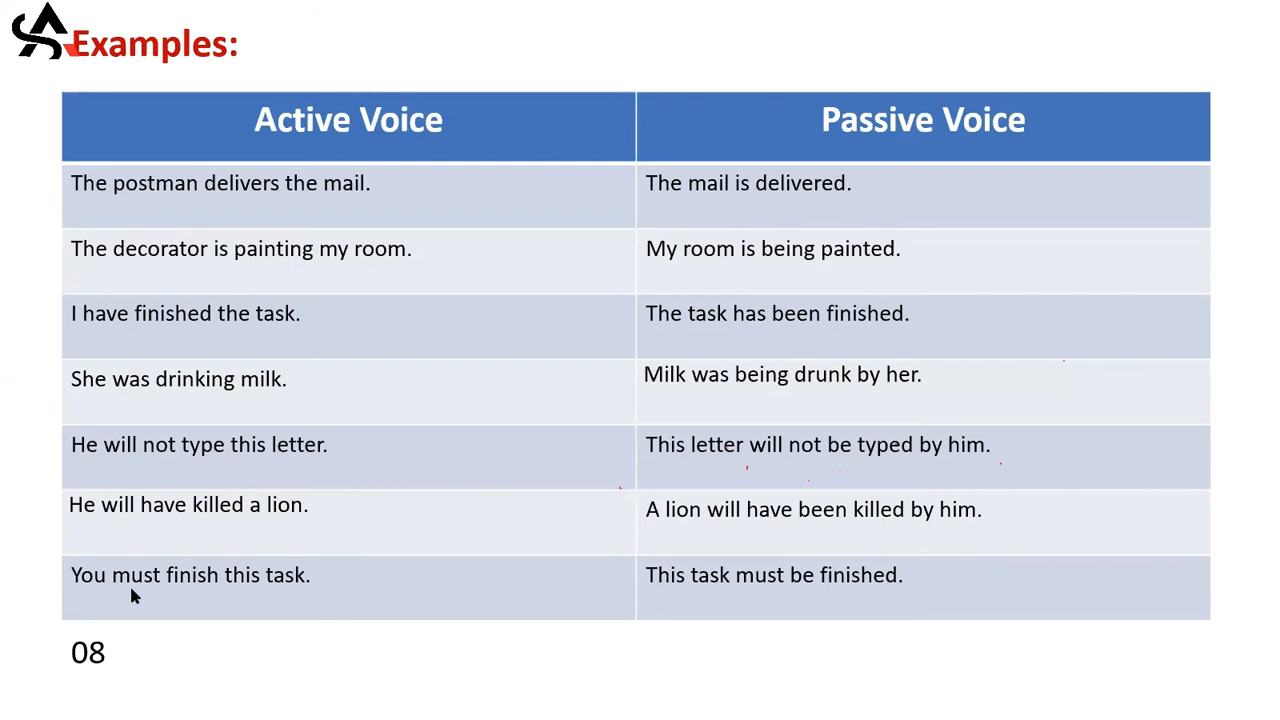 Examples:
Active Voice
Passive Voice
The postman delivers the mail.
The mail is delivered.
The decorator is painting my room.
My room is being painted.
I have finished the task.
The task has been finished.
She was drinking milk.
Milk was being drunk by her.
He will not type this letter.
This letter will not be typed by him.
He will have killed a lion.
A lion will have been killed by him.
You must finish this task.
This task must be finished.
08